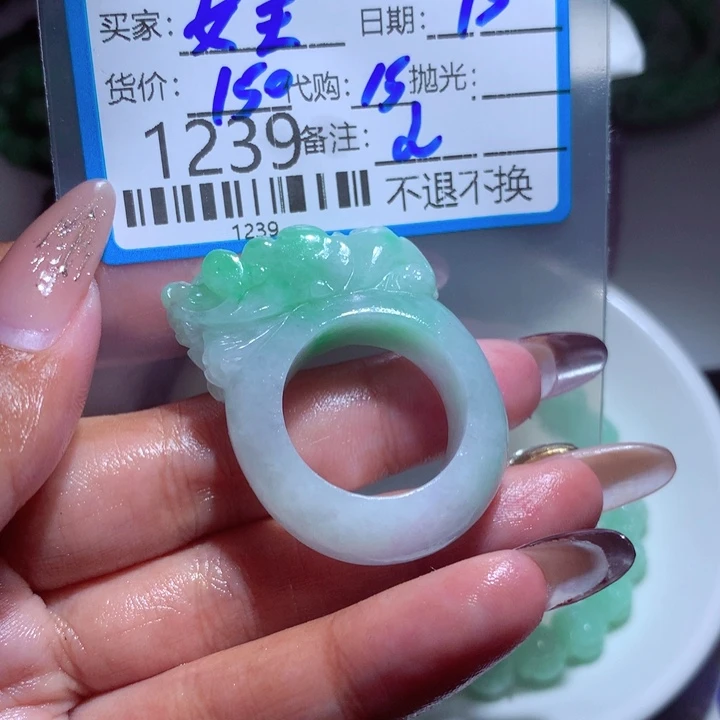 买家: 女王 日期: 15
货价: 150 代购: 15 抛光:
1239 备注: 2
不退不换
1239